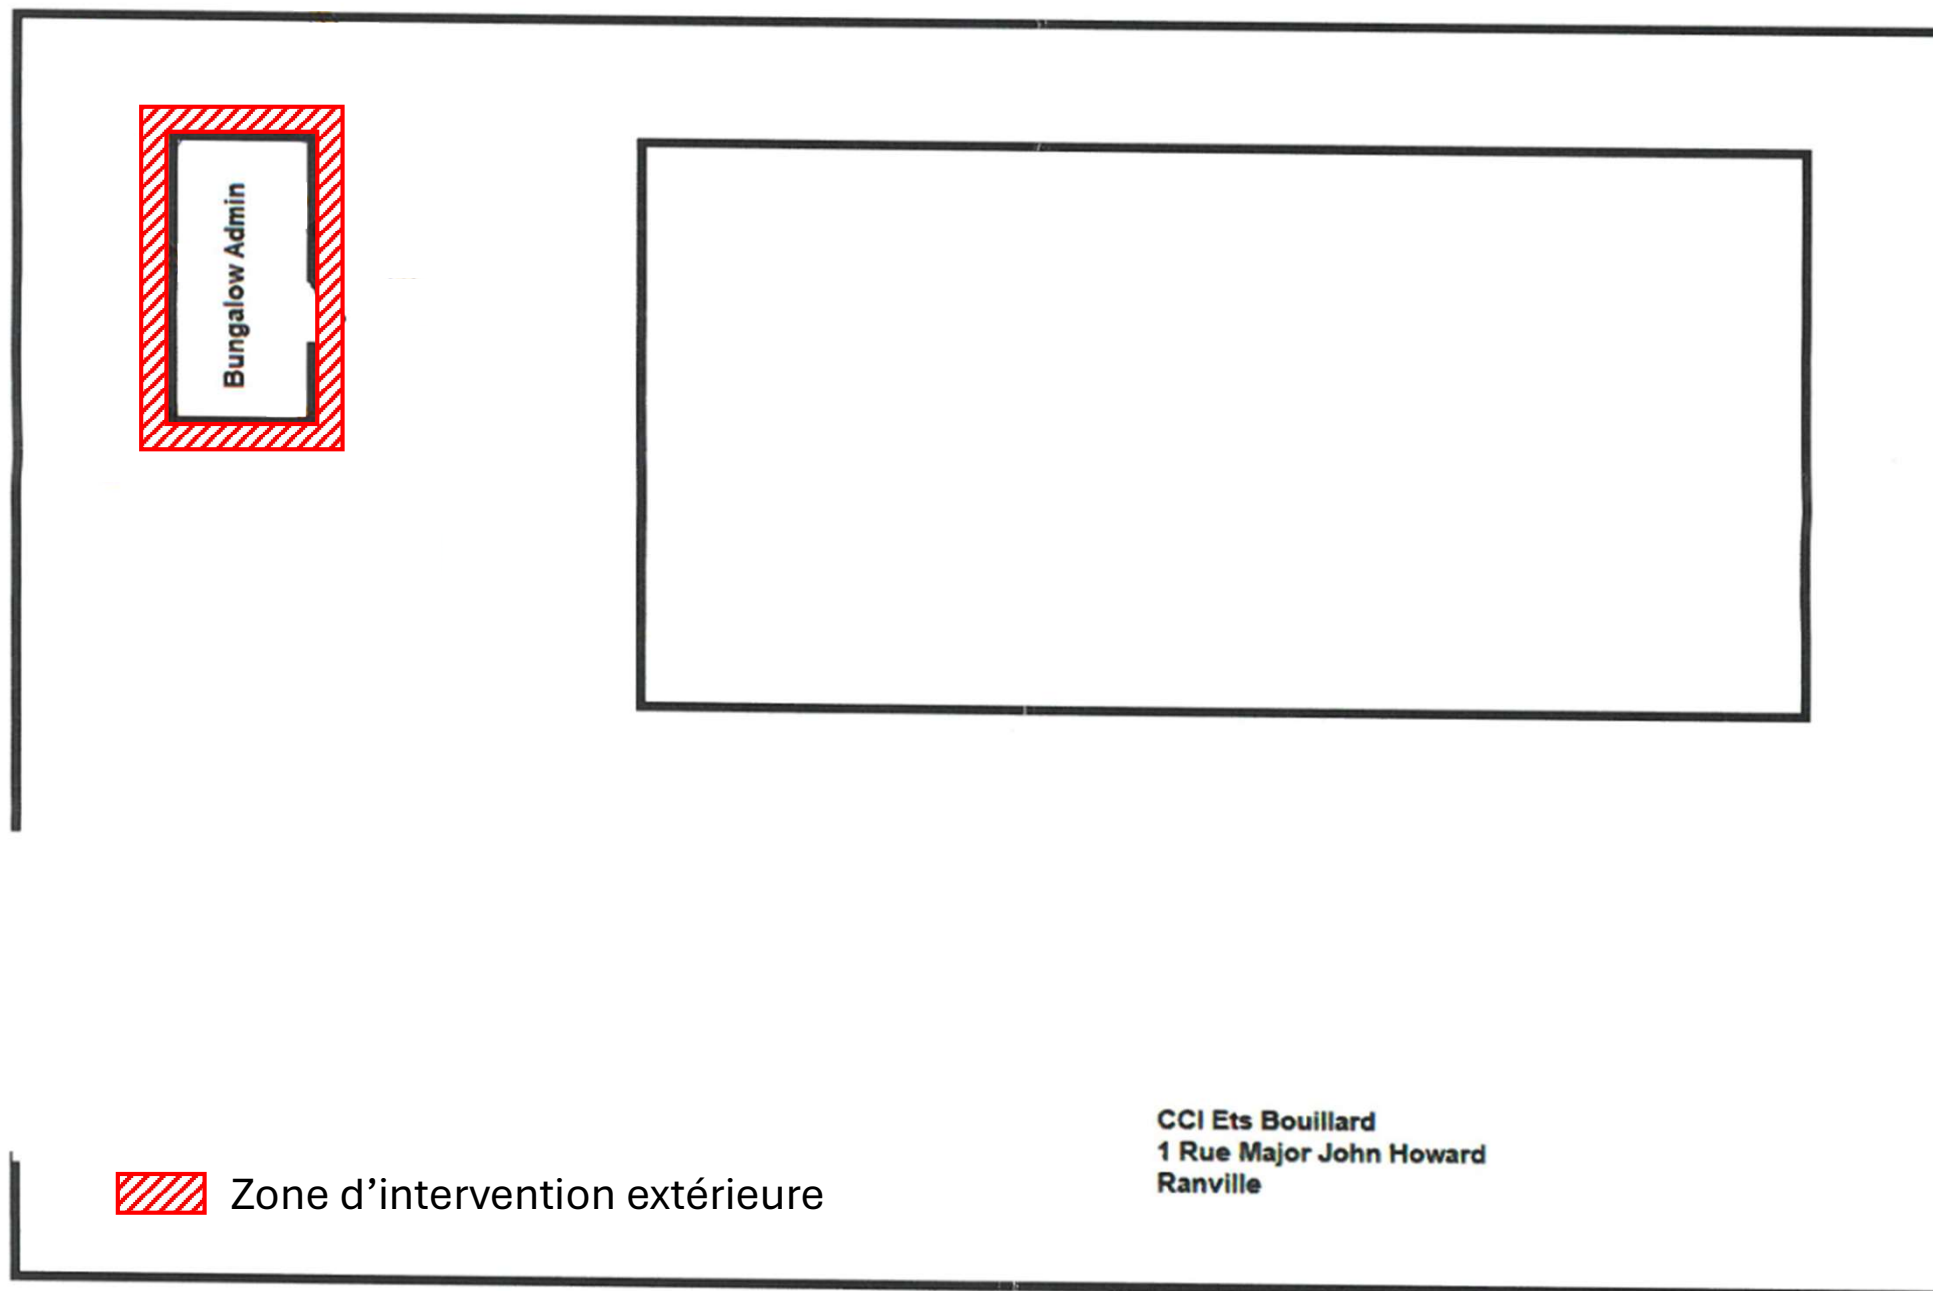 Bungalow Admin
CCI Ets Bouillard
1 Rue Major John Howard
Ranville
Zone d’intervention extérieure